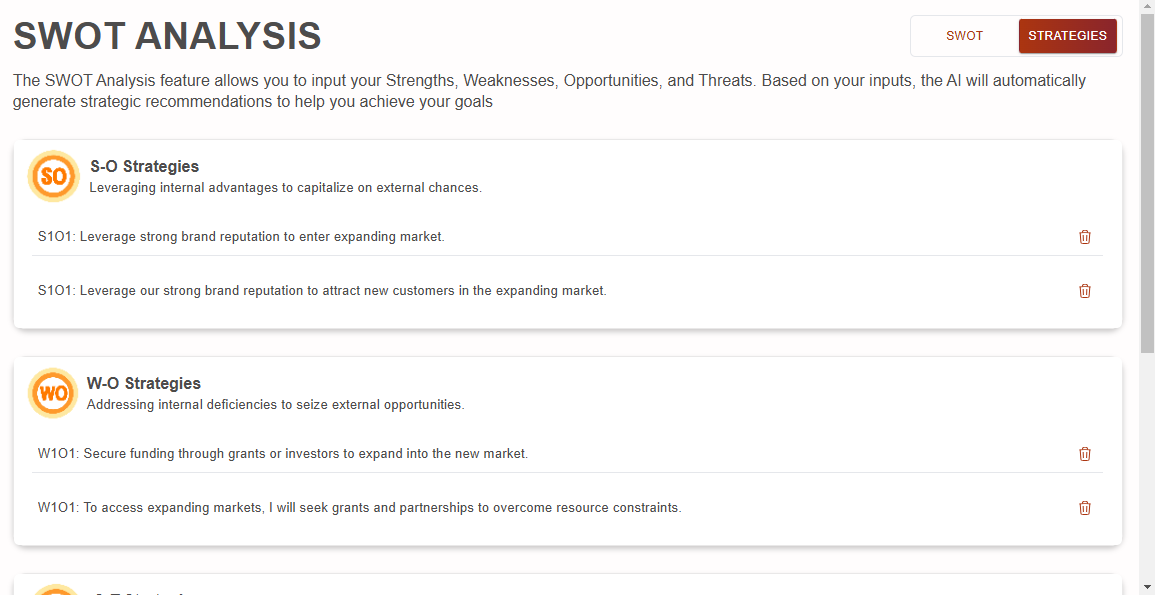 SWOT ANALYSIS
SWOT
STRATEGIES
The SWOT Analysis feature allows you to input your Strengths, Weaknesses, Opportunities, and Threats. Based on your inputs, the AI will automatically
generate strategic recommendations to help you achieve your goals
SO
S-O Strategies
Leveraging internal advantages to capitalize on external chances.
S1O1: Leverage strong brand reputation to enter expanding market.
S1O1: Leverage our strong brand reputation to attract new customers in the expanding market.
WO
W-O Strategies
Addressing internal deficiencies to seize external opportunities.
W1O1: Secure funding through grants or investors to expand into the new market.
W1O1: To access expanding markets, I will seek grants and partnerships to overcome resource constraints.